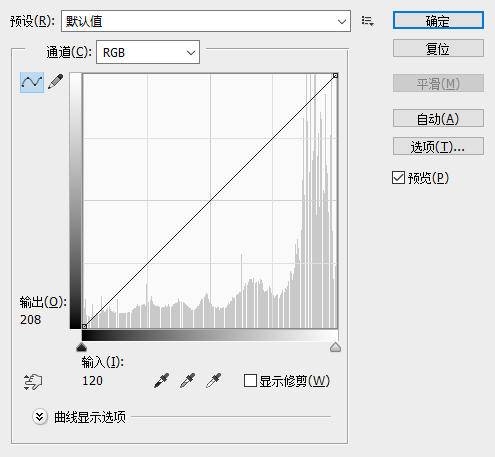 预设(R): 默认值
确定
通道(C): RGB
复位
平滑(M)
自动(A)
选项(T)...
预览(P)
输出(O):
208
输入(I):
120
显示修剪(W)
曲线显示选项